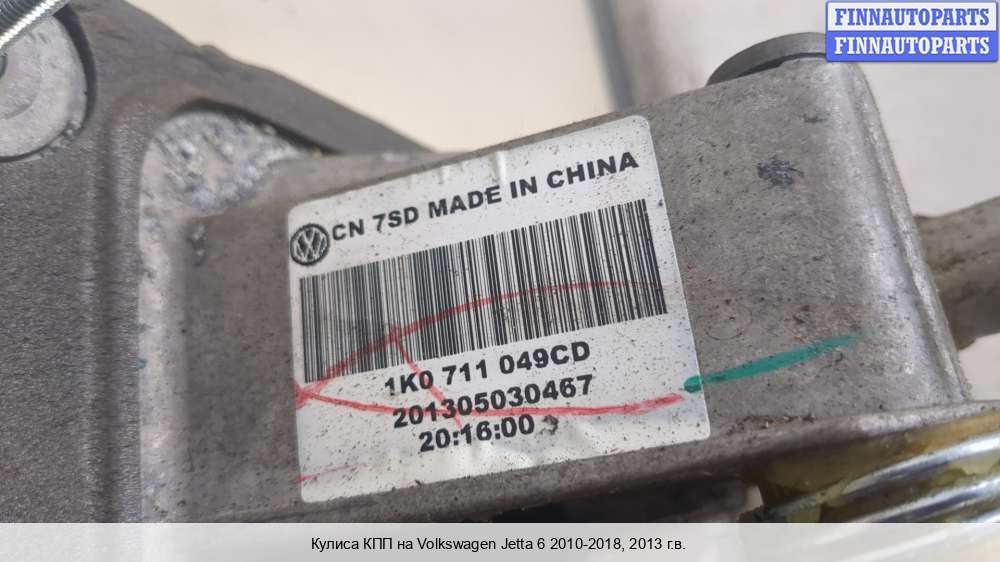 FINNAUTOPARTS
FINNAUTOPARTS
CN 7SD MADE IN CHINA
1K0 711 049CD
201305030467
20:16:00
Кулиса КПП на Volkswagen Jetta 6 2010-2018, 2013 г.в.